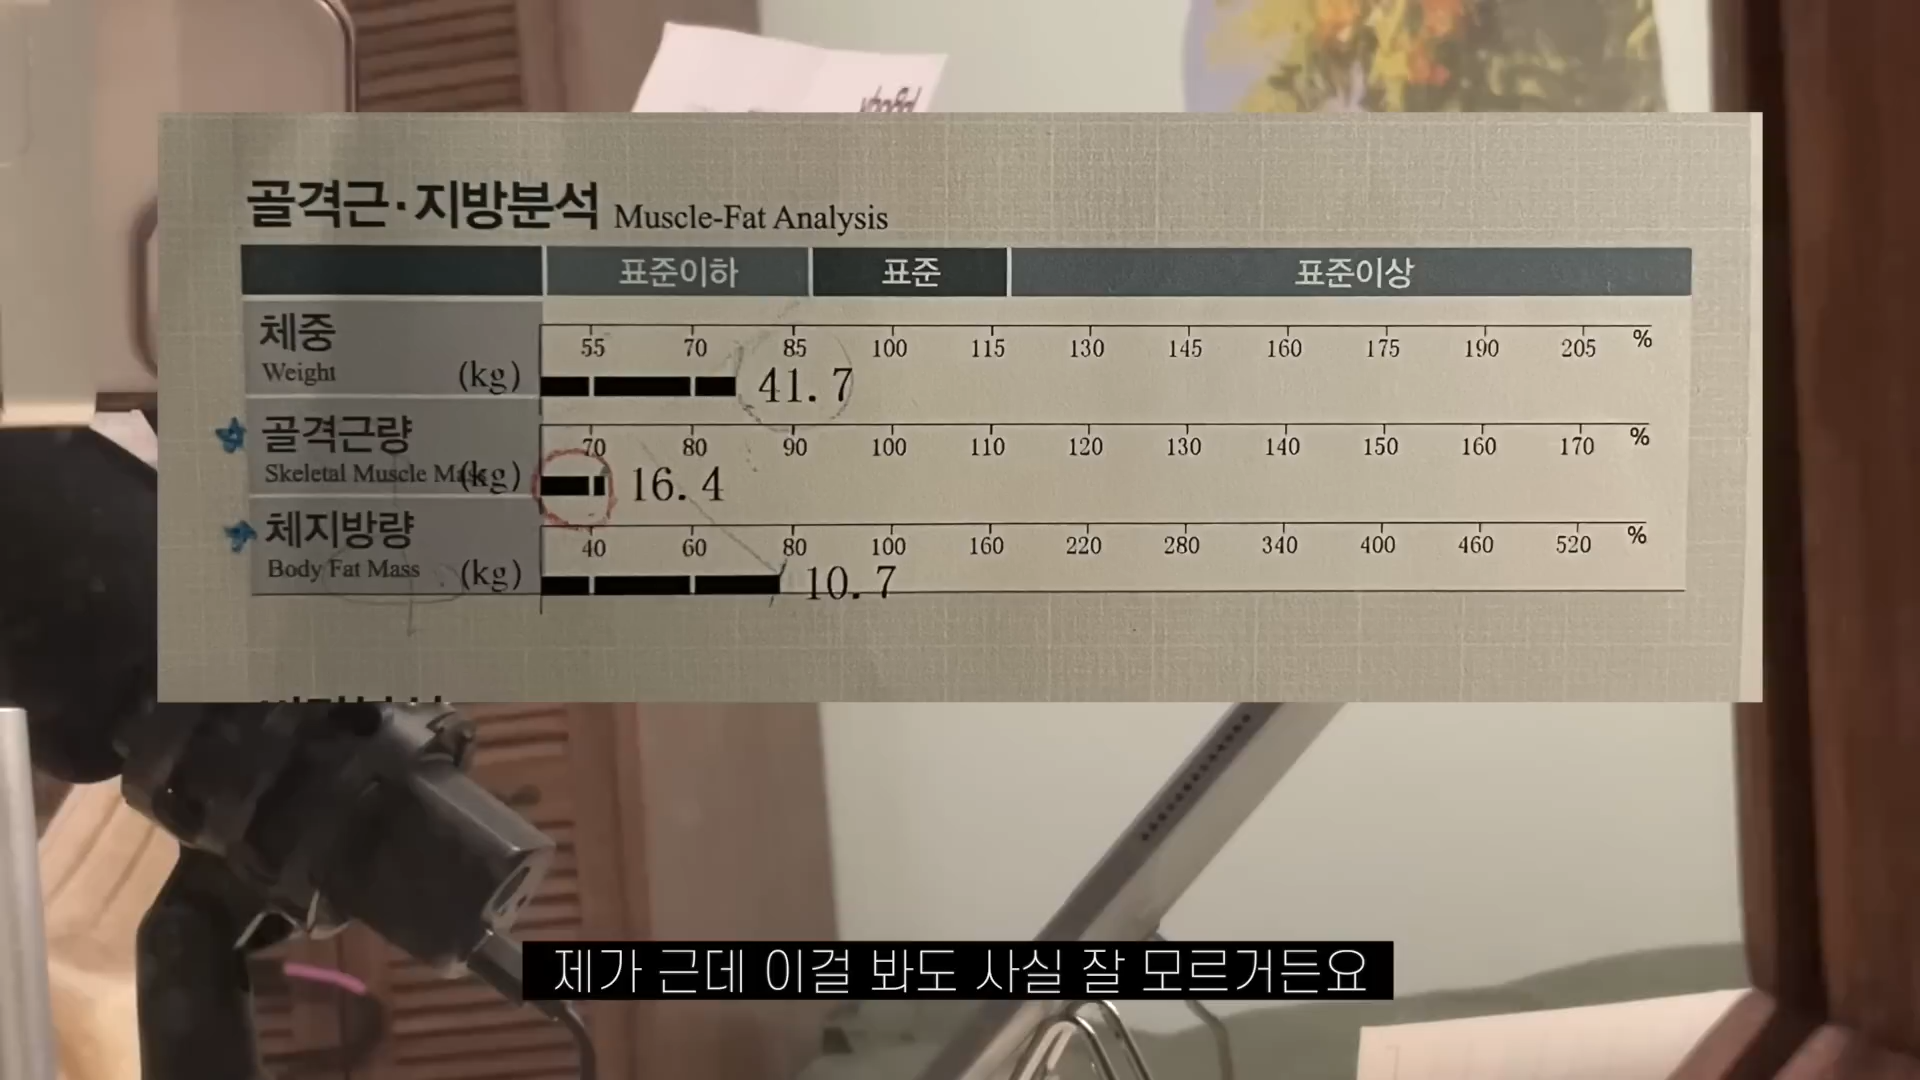 골격근·지방분석 Muscle-Fat Analysis
표준이하 표준 표준이상
체중 Weight (kg)
55 70 85 100 115 130 145 160 175 190 205 %
41.7
골격근량 Skeletal Muscle Mass (kg)
70 80 90 100 110 120 130 140 150 160 170 %
16.4
체지방량 Body Fat Mass (kg)
40 60 80 100 160 220 280 340 400 460 520 %
10.7
제가 근데 이걸 봐도 사실 잘 모르거든요